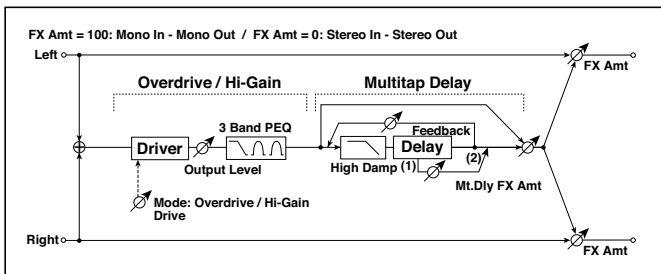 FX Amt = 100: Mono In - Mono Out / FX Amt = 0: Stereo In - Stereo Out
Left
FX Amt
Overdrive / Hi-Gain
Multitap Delay
3 Band PEQ
Feedback
Driver
Delay
Output Level
High Damp
(1)
(2)
Mt.Dly FX Amt
Mode: Overdrive / Hi-Gain
Drive
Right
FX Amt